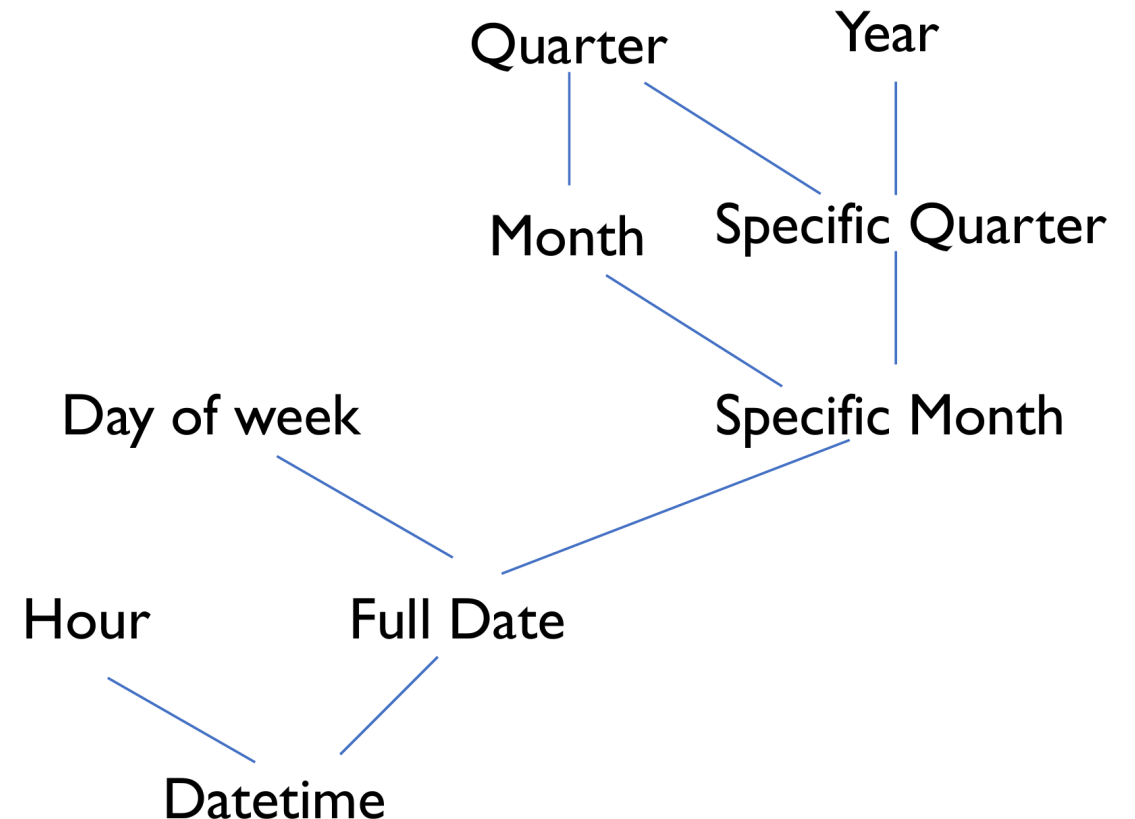 Quarter
Year
Month
Specific Quarter
Day of week
Specific Month
Hour
Full Date
Datetime